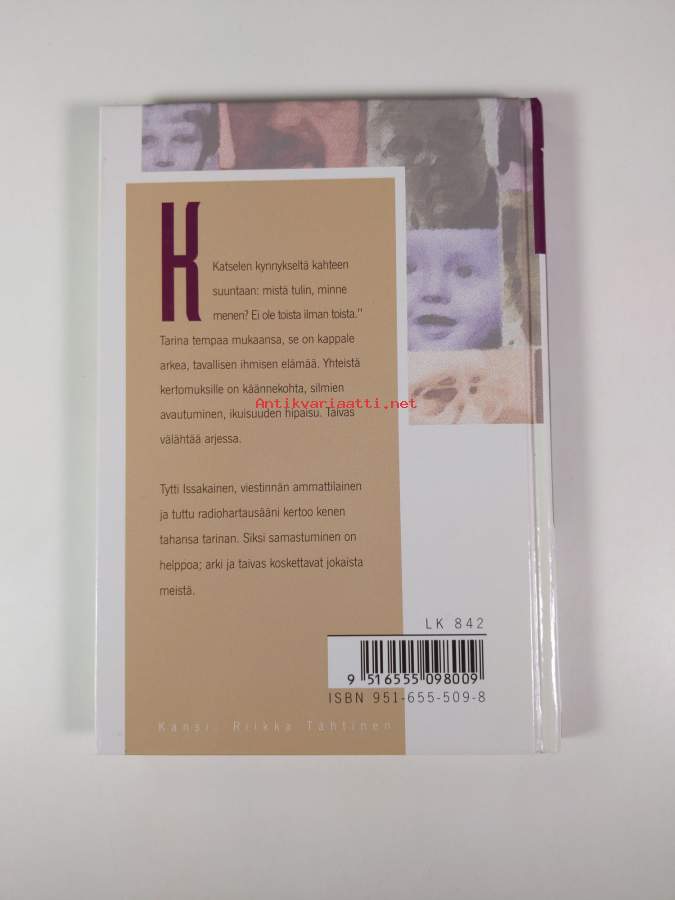 K
Katselen kynnykseltä kahteen
suuntaan: mistä tulin, minne
menen? Ei ole toista ilman toista."
Tarina tempaa mukaansa, se on kappale
arkea, tavallisen ihmisen elämää. Yhteistä
kertomuksille on käännekohta, silmien
Antikvariaatti.net
avautuminen, ikuisuuden hipaisu. Taivas
välähtää arjessa.
Tytti Issakainen, viestinnän ammattilainen
ja tuttu radiohartausääni kertoo kenen
tahansa tarinan. Siksi samastuminen on
helppoa; arki ja taivas koskettavat jokaista
meistä.
LK 842
9 516555 098009
ISBN 951-655-509-8
Kansi: Riikka Tähtinen